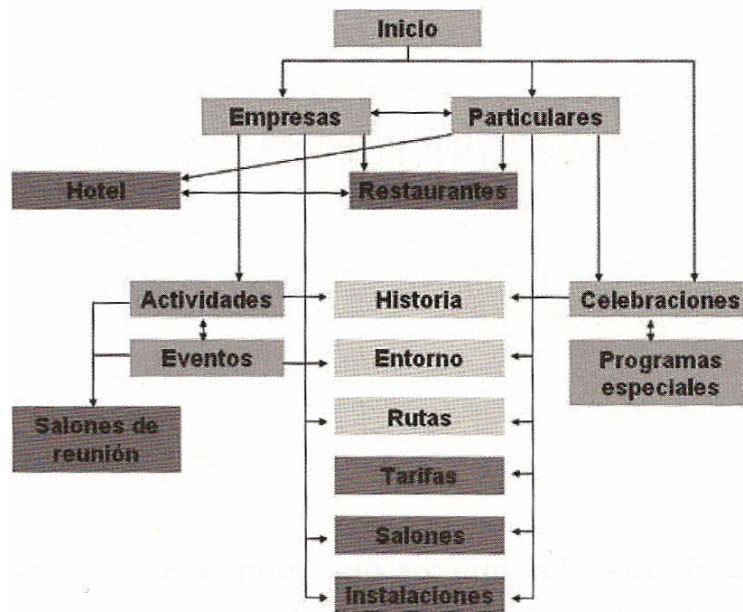 Inicio
Empresas
Particulares
Hotel
Restaurantes
Actividades
Historia
Celebraciones
Eventos
Entorno
Programas
especiales
Salones de
reunión
Rutas
Tarifas
Salones
Instalaciones